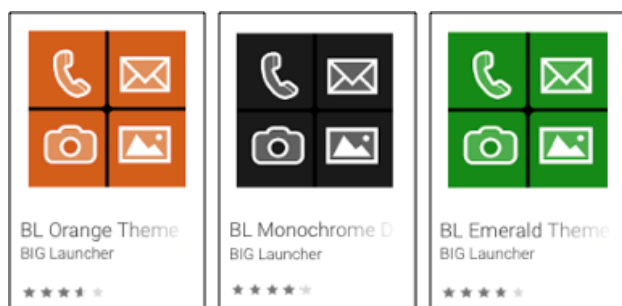 BL Orange Theme
BIG Launcher
BL Monochrome D
BIG Launcher
BL Emerald Theme
BIG Launcher